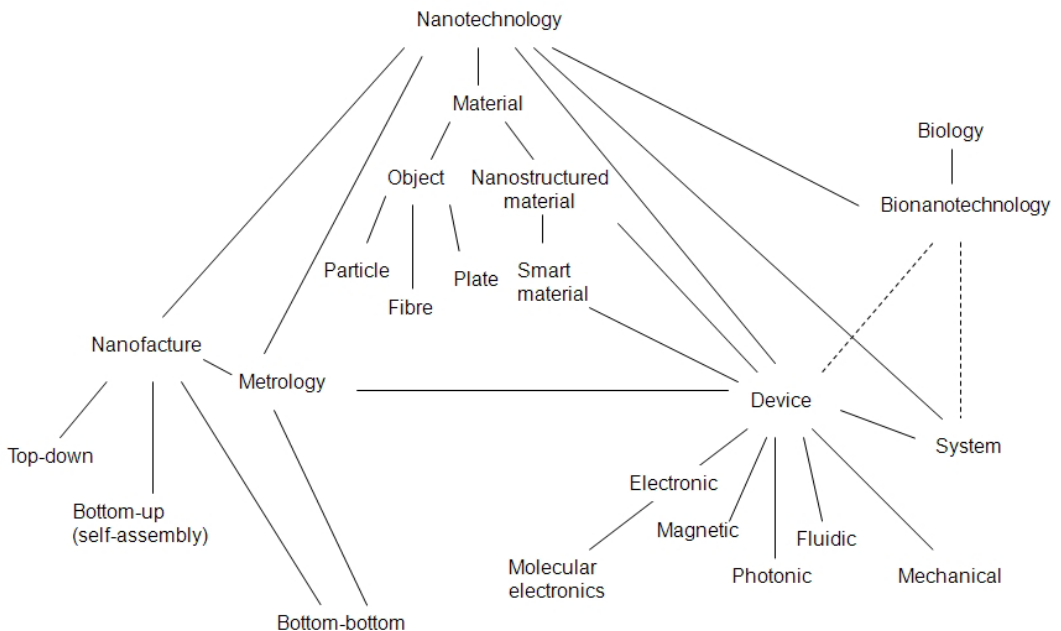 Nanotechnology
Material
Biology
Object
Nanostructured
material
Bionanotechnology
Particle
Fibre
Plate
Smart
material
Nanofacture
Metrology
Device
Top-down
Bottom-up
(self-assembly)
System
Electronic
Magnetic
Fluidic
Molecular
electronics
Photonic
Mechanical
Bottom-bottom